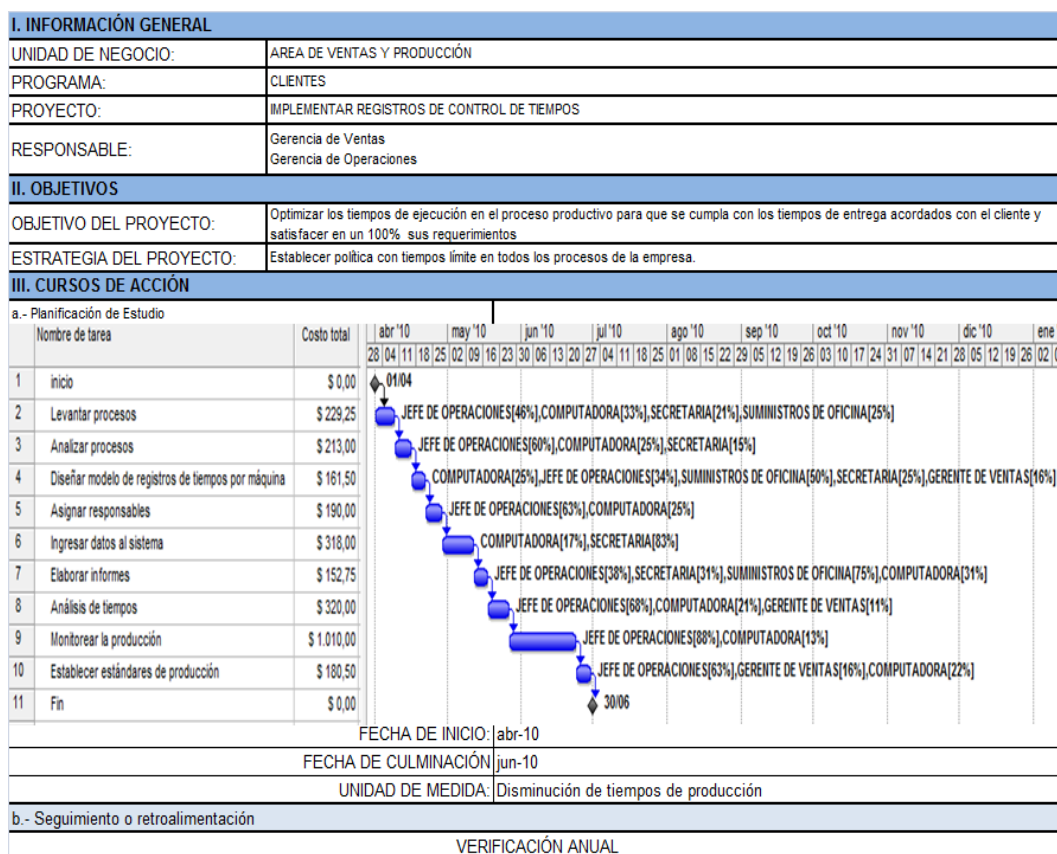 I. INFORMACIÓN GENERAL
UNIDAD DE NEGOCIO: AREA DE VENTAS Y PRODUCCIÓN
PROGRAMA: CLIENTES
PROYECTO: IMPLEMENTAR REGISTROS DE CONTROL DE TIEMPOS
RESPONSABLE: Gerencia de Ventas
Gerencia de Operaciones
II. OBJETIVOS
OBJETIVO DEL PROYECTO: Optimizar los tiempos de ejecución en el proceso productivo para que se cumpla con los tiempos de entrega acordados con el cliente y
satisfacer en un 100% sus requerimientos
ESTRATEGIA DEL PROYECTO: Establecer política con tiempos límite en todos los procesos de la empresa.
III. CURSOS DE ACCIÓN
a.- Planificación de Estudio
Nombre de tarea Costo total abr '10 may '10 jun '10 jul '10 ago '10 sep '10 oct '10 nov '10 dic '10 ene
28 04 11 18 25 02 09 16 23 30 06 13 20 27 04 11 18 25 01 08 15 22 29 05 12 19 26 03 10 17 24 31 07 14 21 28 05 12 19 26 02
1 inicio $ 0,00 01/04
2 Levantar procesos $ 229,25 JEFE DE OPERACIONES[46%],COMPUTADORA[33%],SECRETARIA[21%],SUMINISTROS DE OFICINA[25%]
3 Analizar procesos $ 213,00 JEFE DE OPERACIONES[60%],COMPUTADORA[25%],SECRETARIA[15%]
4 Diseñar modelo de registros de tiempos por máquina $ 161,50 COMPUTADORA[25%],JEFE DE OPERACIONES[34%],SUMINISTROS DE OFICINA[50%],SECRETARIA[25%],GERENTE DE VENTAS[16%]
5 Asignar responsables $ 190,00 JEFE DE OPERACIONES[63%],COMPUTADORA[25%]
6 Ingresar datos al sistema $ 318,00 COMPUTADORA[17%],SECRETARIA[83%]
7 Elaborar informes $ 152,75 JEFE DE OPERACIONES[38%],SECRETARIA[31%],SUMINISTROS DE OFICINA[75%],COMPUTADORA[31%]
8 Análisis de tiempos $ 320,00 JEFE DE OPERACIONES[68%],COMPUTADORA[21%],GERENTE DE VENTAS[11%]
9 Monitorear la producción $ 1.010,00 JEFE DE OPERACIONES[88%],COMPUTADORA[13%]
10 Establecer estándares de producción $ 180,50 JEFE DE OPERACIONES[63%],GERENTE DE VENTAS[16%],COMPUTADORA[22%]
11 Fin $ 0,00 30/06
FECHA DE INICIO: abr-10
FECHA DE CULMINACIÓN jun-10
UNIDAD DE MEDIDA: Disminución de tiempos de producción
b.- Seguimiento o retroalimentación
VERIFICACIÓN ANUAL